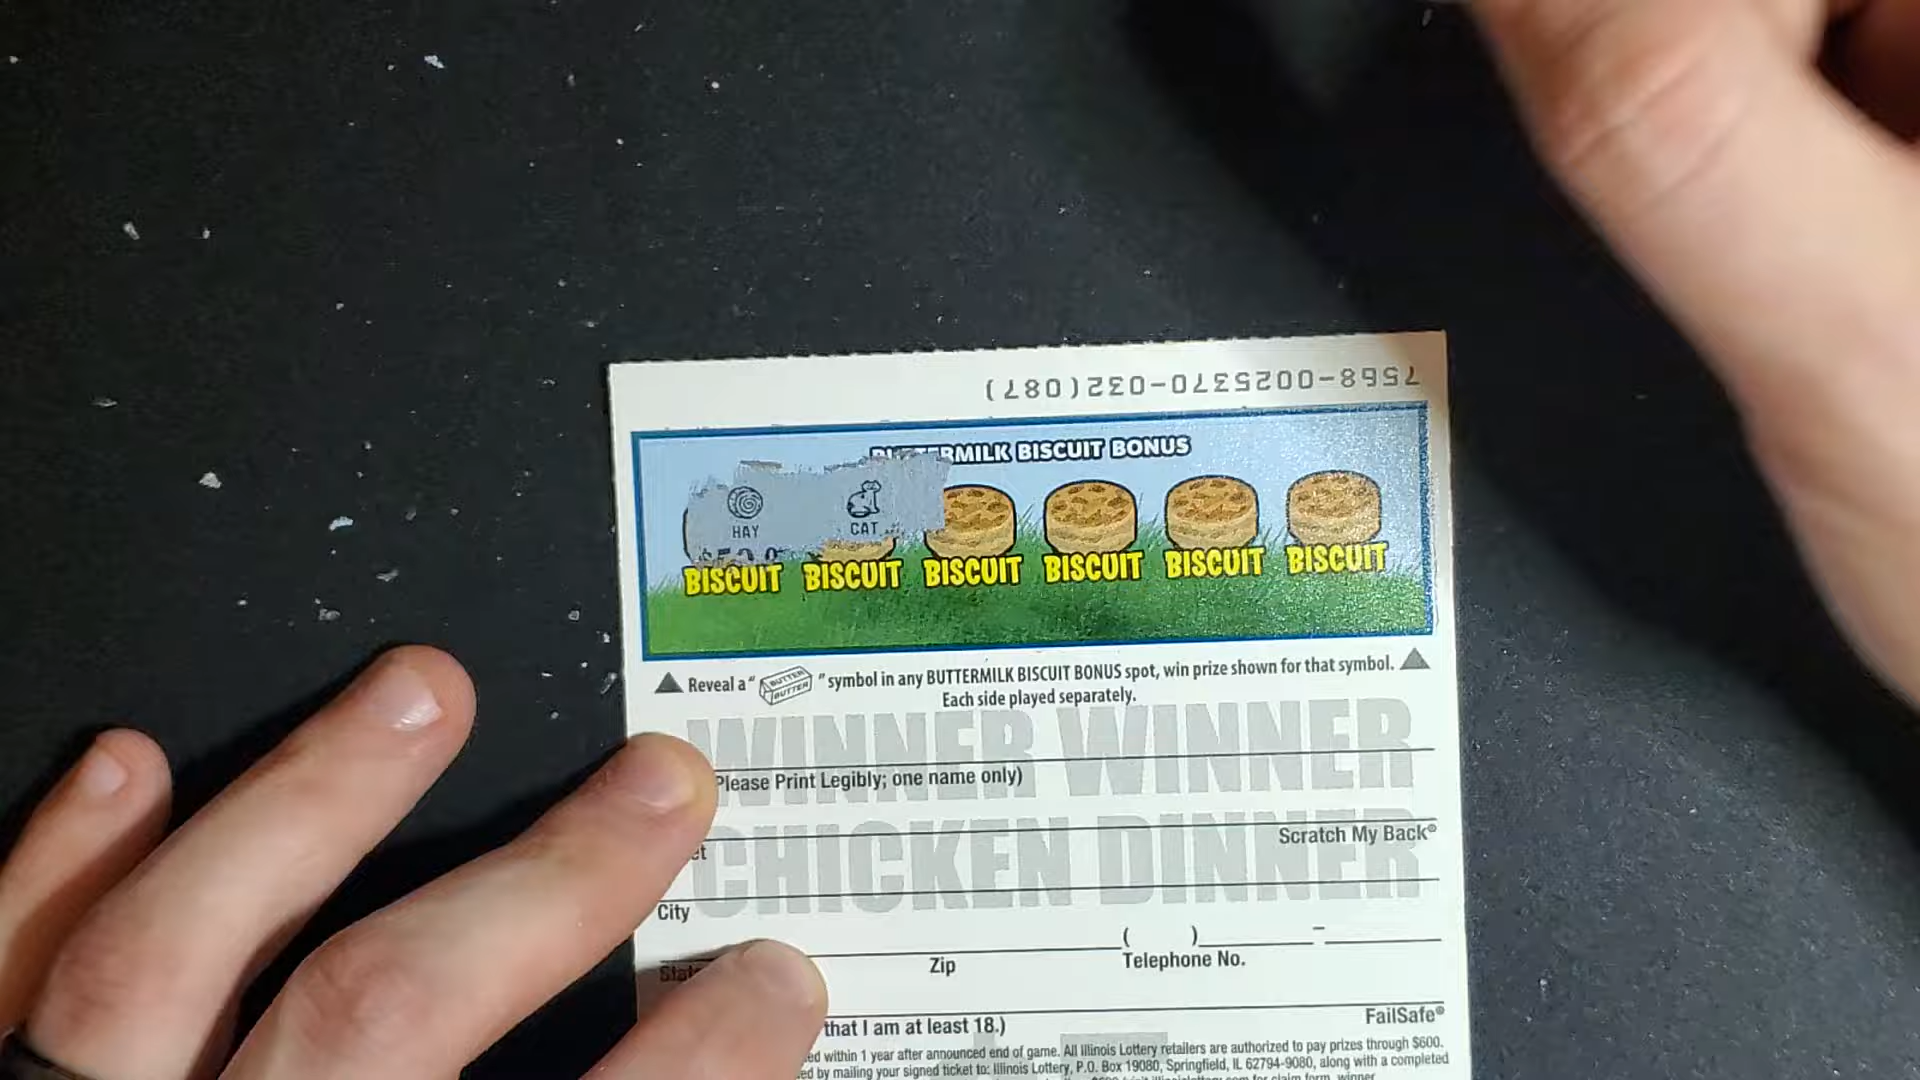 7568-0025370-032(087)
BUTTERMILK BISCUIT BONUS
HAY
CAT
BISCUIT BISCUIT BISCUIT BISCUIT BISCUIT BISCUIT
Reveal a "BUTTER BUTTER" symbol in any BUTTERMILK BISCUIT BONUS spot, win prize shown for that symbol.
Each side played separately.
WINNER WINNER
Please Print Legibly; one name only)
CHICKEN DINNER
Scratch My Back®
City
( ) -
Zip
Telephone No.
that I am at least 18.)
FailSafe®
within 1 year after announced end of game. All Illinois Lottery retailers are authorized to pay prizes through $600.
by mailing your signed ticket to: Illinois Lottery, P.O. Box 19080, Springfield, IL 62794-9080, along with a completed